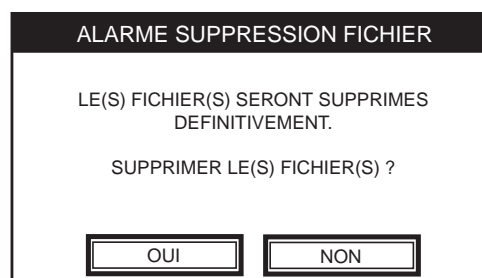 ALARME SUPPRESSION FICHIER
LE(S) FICHIER(S) SERONT SUPPRIMES
DEFINITIVEMENT.
SUPPRIMER LE(S) FICHIER(S) ?
OUI
NON